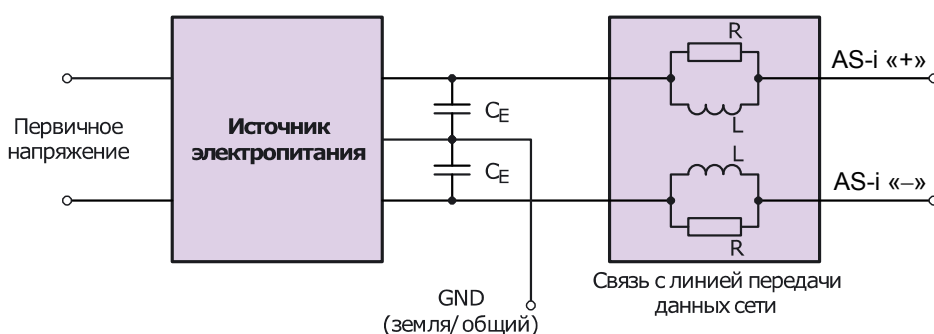 R
AS-i «+»
C_E
L
Первичное
напряжение
Источник
электропитания
L
C_E
AS-i «–»
R
Связь с линией передачи
данных сети
GND
(земля/общий)